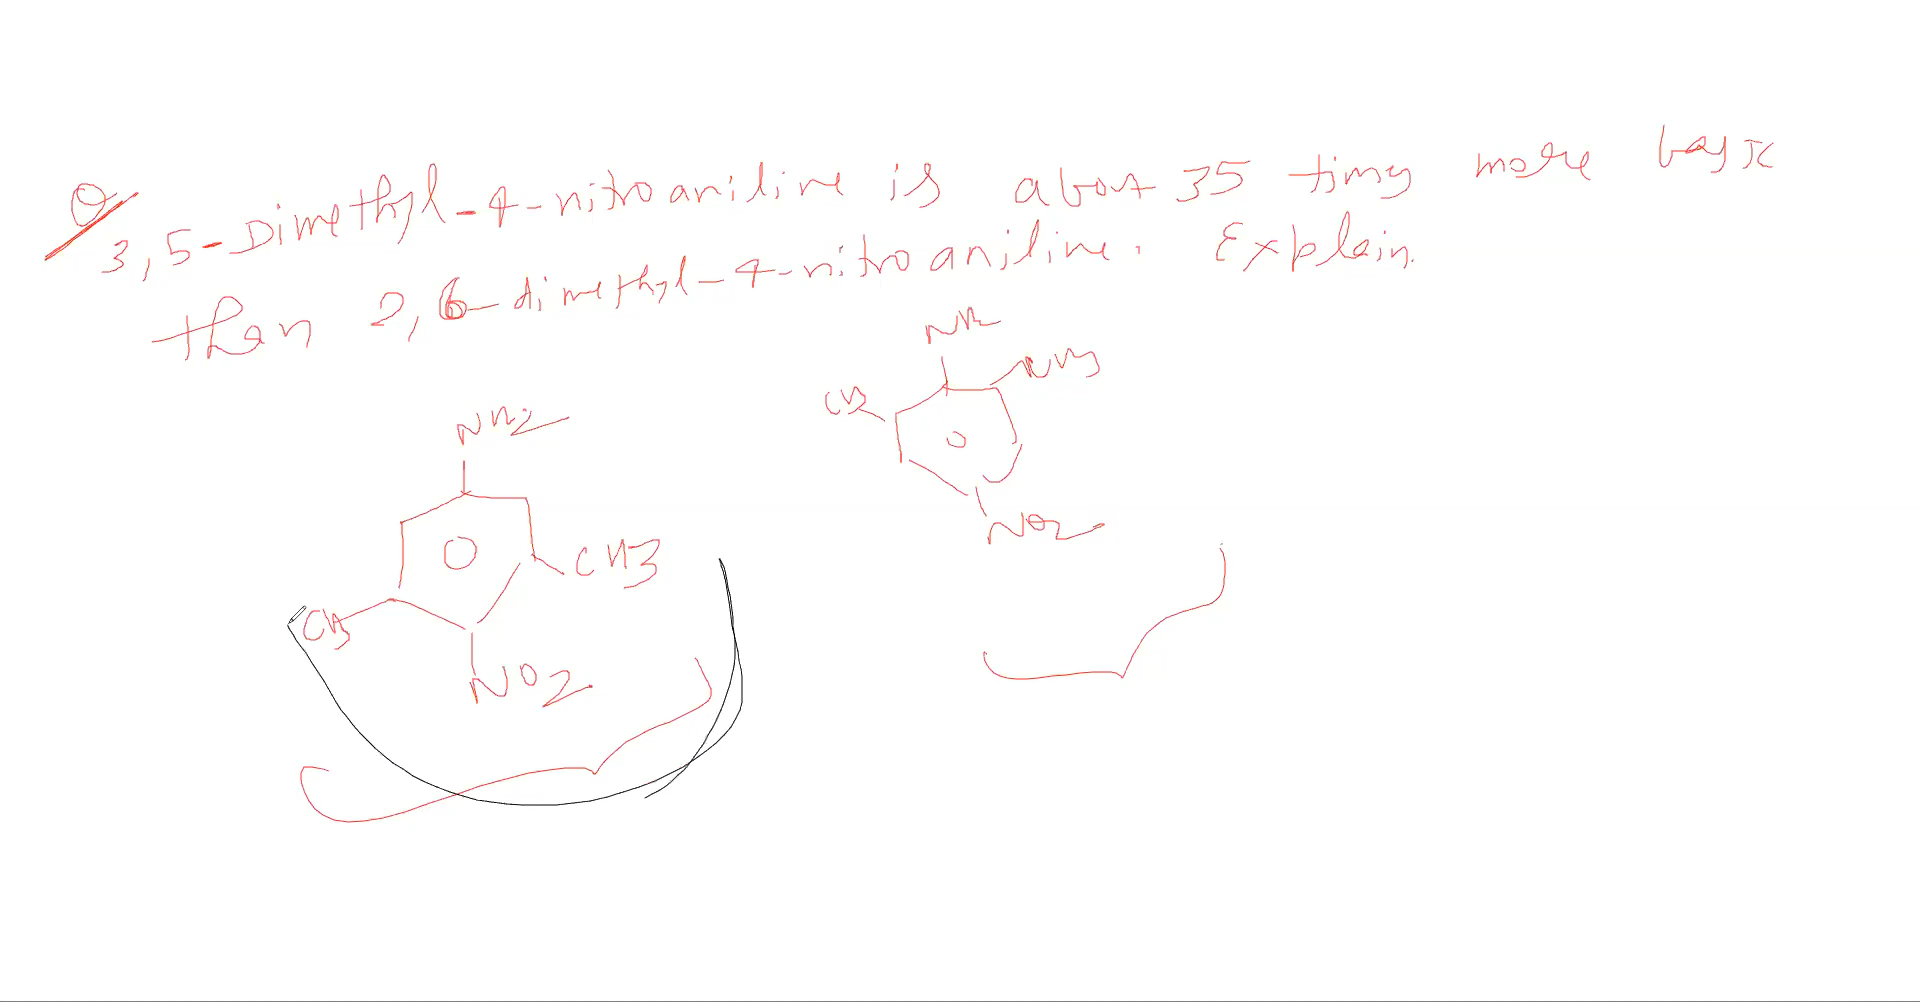 Q
3,5-Dimethyl-4-nitroaniline is about 35 times more basic
than 2,6-dimethyl-4-nitroaniline. Explain.
NH2
CH3
NH3
NO2
NH2
CH3
CH3
NO2